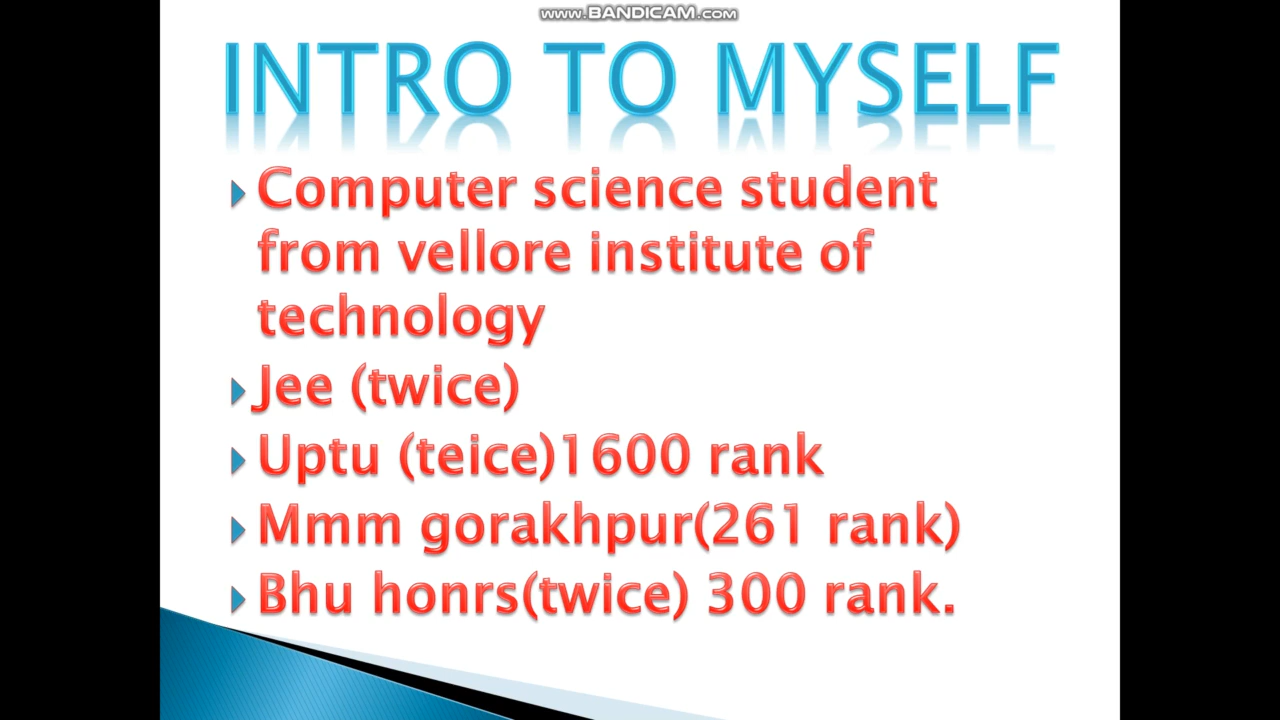 www.BANDICAM.com
INTRO TO MYSELF
Computer science student
from vellore institute of
technology
Jee (twice)
Uptu (teice)1600 rank
Mmm gorakhpur(261 rank)
Bhu honrs(twice) 300 rank.